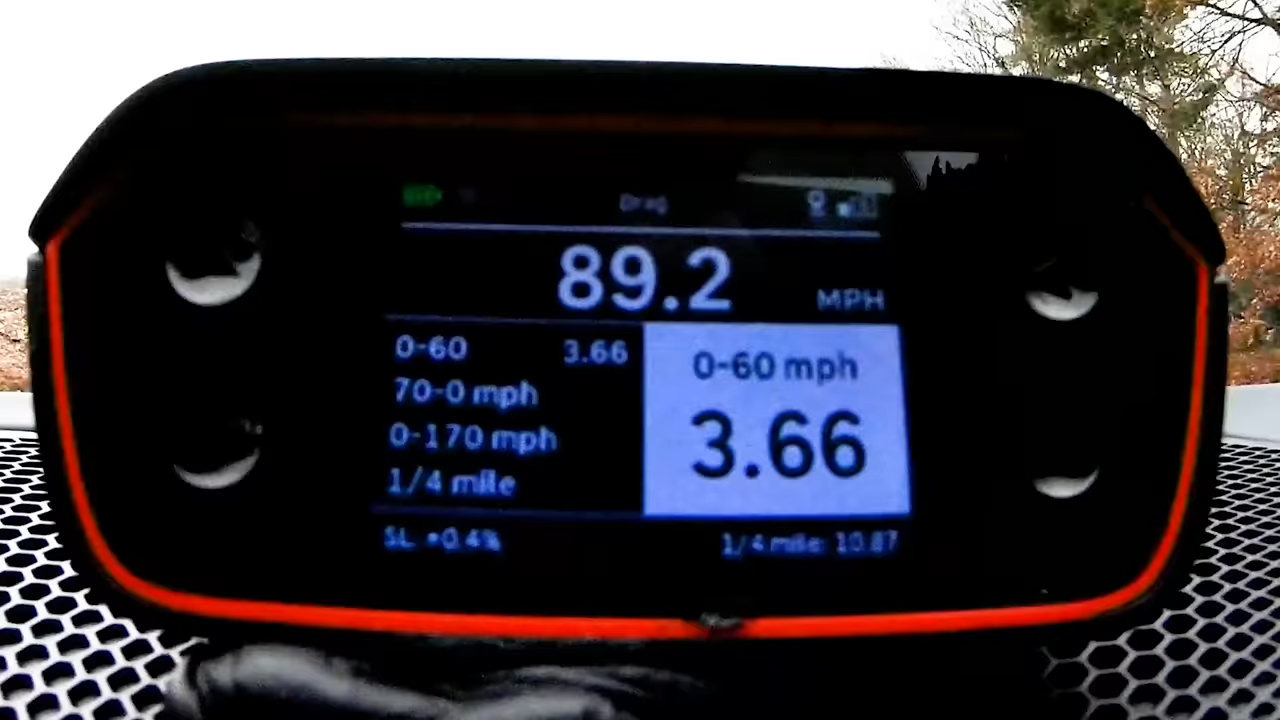 Drag
89.2 MPH
0-60 3.66
70-0 mph
0-170 mph
1/4 mile
0-60 mph
3.66
SL +0.4%
1/4 mile: 10.87